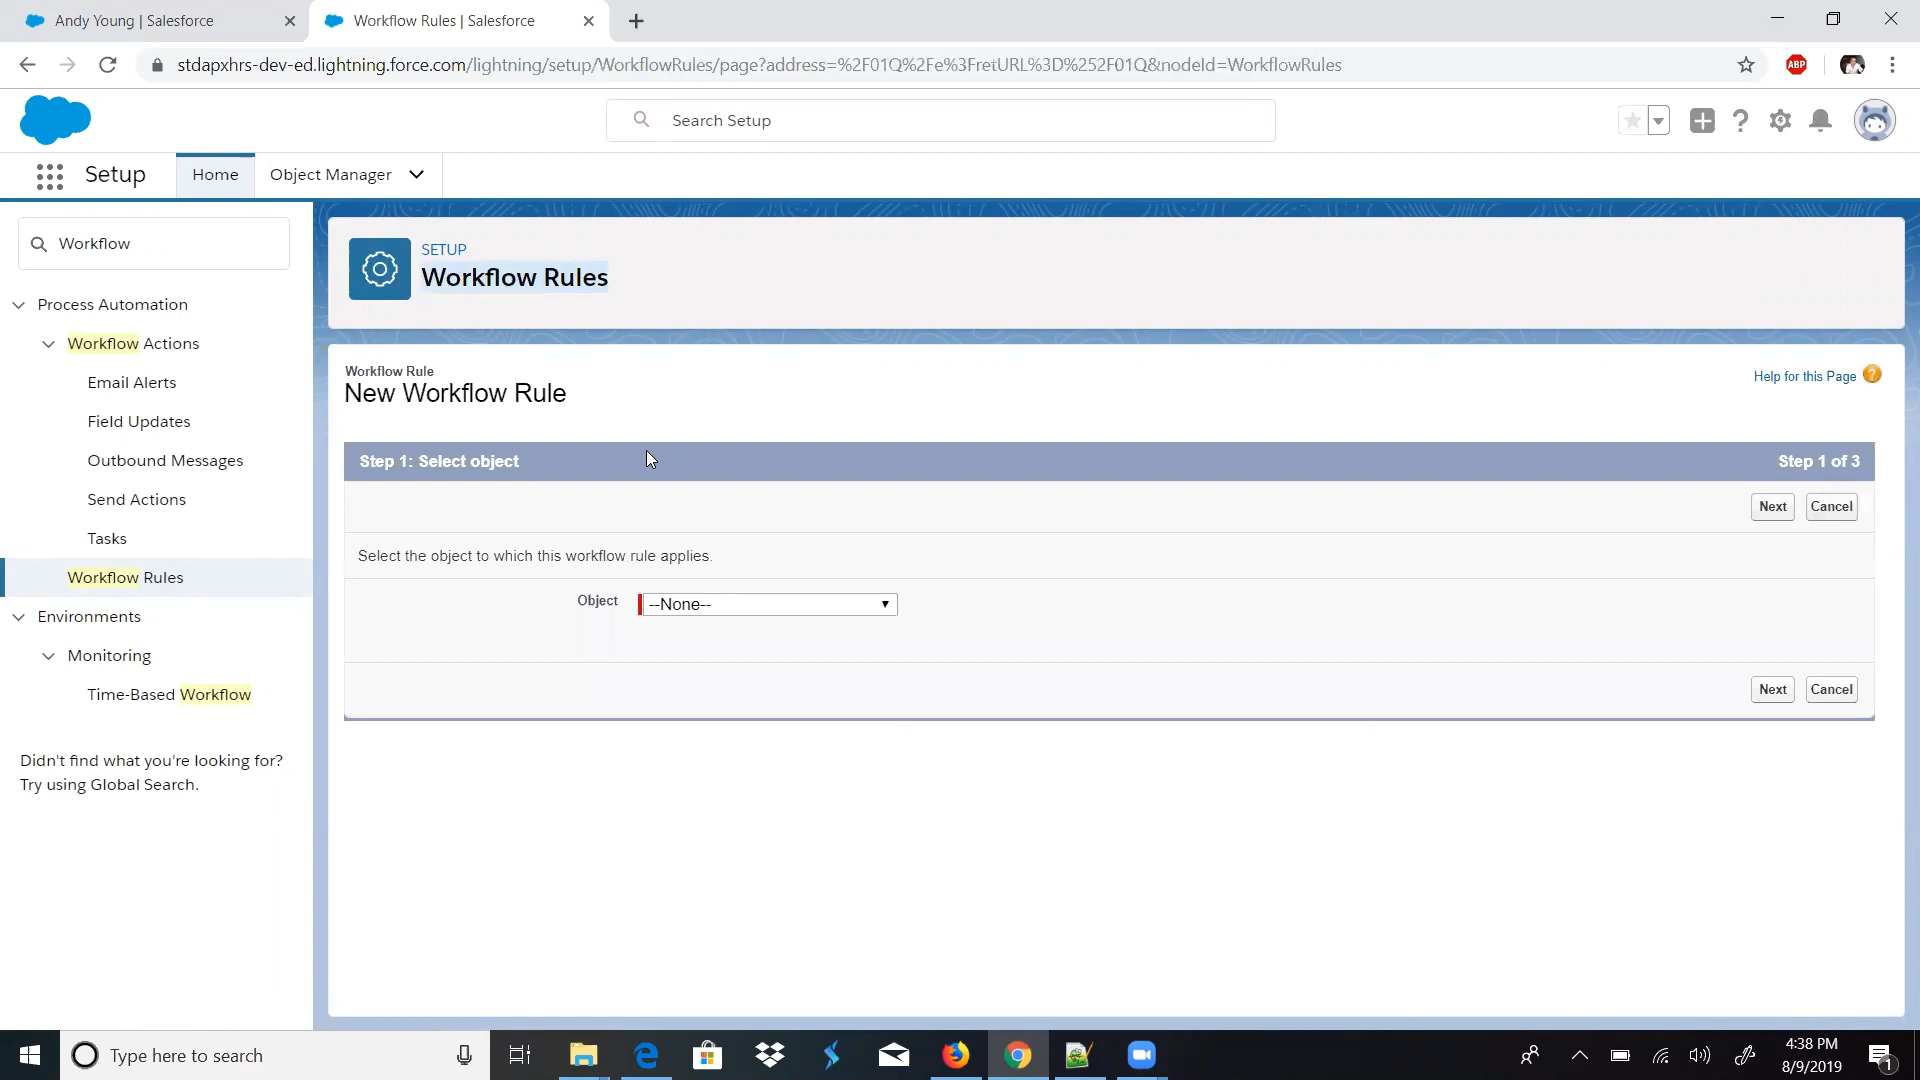 Andy Young | Salesforce
Workflow Rules | Salesforce
stdapxhrs-dev-ed.lightning.force.com/lightning/setup/WorkflowRules/page?address=%2F01Q%2Fe%3FretURL%3D%252F01Q&nodeId=WorkflowRules
ABP
Search Setup
Setup
Home
Object Manager
Workflow
Process Automation
Workflow Actions
Email Alerts
Field Updates
Outbound Messages
Send Actions
Tasks
Workflow Rules
Environments
Monitoring
Time-Based Workflow
Didn't find what you're looking for?
Try using Global Search.
SETUP
Workflow Rules
Workflow Rule
New Workflow Rule
Help for this Page ?
Step 1: Select object
Step 1 of 3
Next
Cancel
Select the object to which this workflow rule applies.
Object
--None--
Next
Cancel
Type here to search
4:38 PM
8/9/2019
1